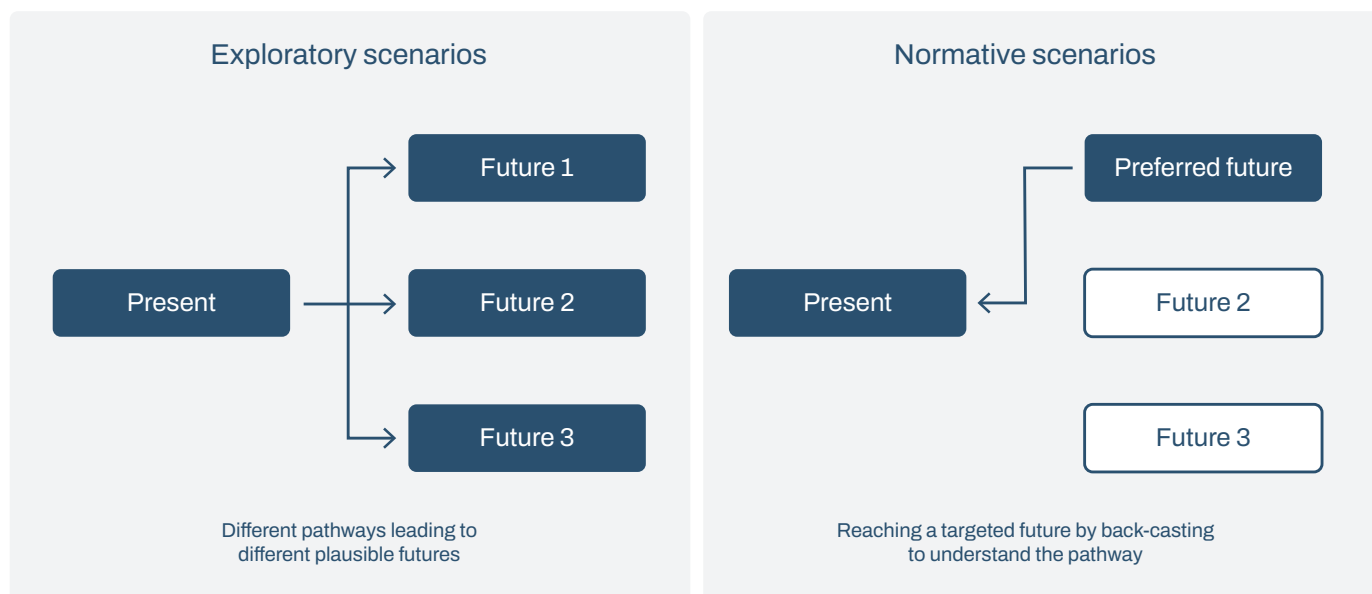 Exploratory scenarios
Future 1
Present
Future 2
Future 3
Different pathways leading to
different plausible futures
Normative scenarios
Preferred future
Present
Future 2
Future 3
Reaching a targeted future by back-casting
to understand the pathway